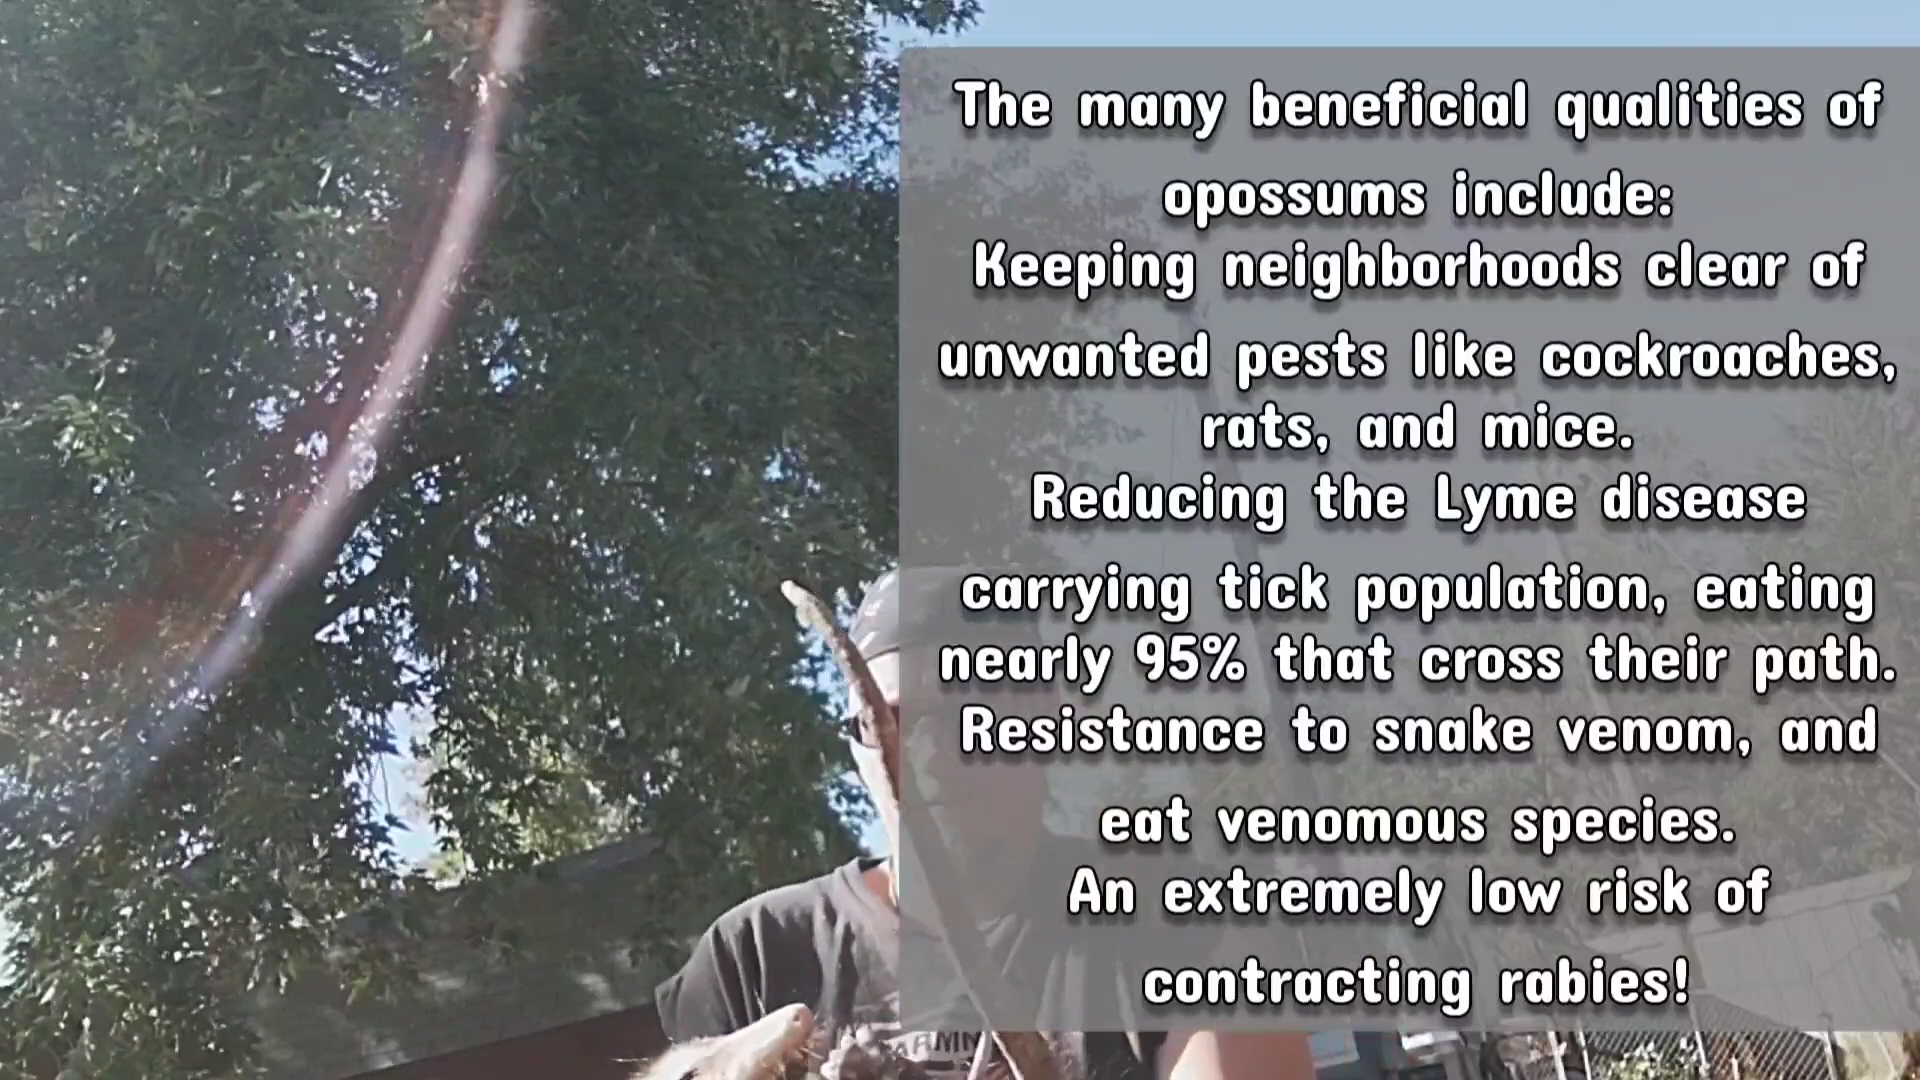 The many beneficial qualities of
opossums include:
Keeping neighborhoods clear of
unwanted pests like cockroaches,
rats, and mice.
Reducing the Lyme disease
carrying tick population, eating
nearly 95% that cross their path.
Resistance to snake venom, and
eat venomous species.
An extremely low risk of
contracting rabies!